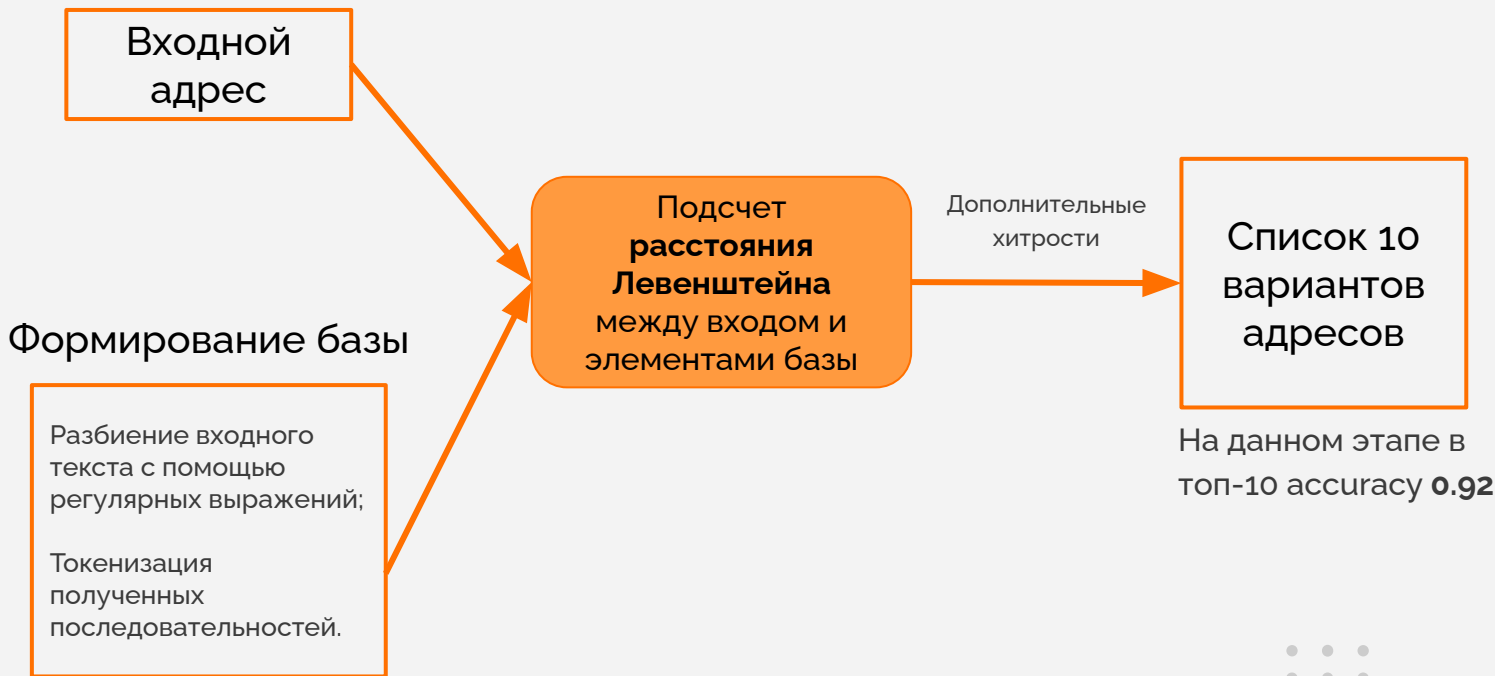 Входной
адрес
Формирование базы
Разбиение входного
текста с помощью
регулярных выражений;
Токенизация
полученных
последовательностей.
Подсчет
расстояния
Левенштейна
между входом и
элементами базы
Дополнительные
хитрости
Список 10
вариантов
адресов
На данном этапе в
топ-10 accuracy 0.92